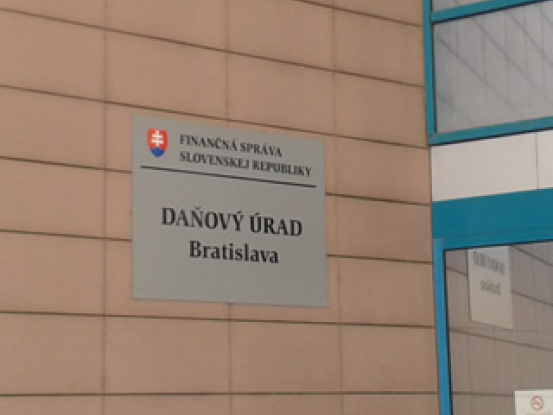 FINANČNÁ SPRÁVA
SLOVENSKEJ REPUBLIKY
DAŇOVÝ ÚRAD
Bratislava